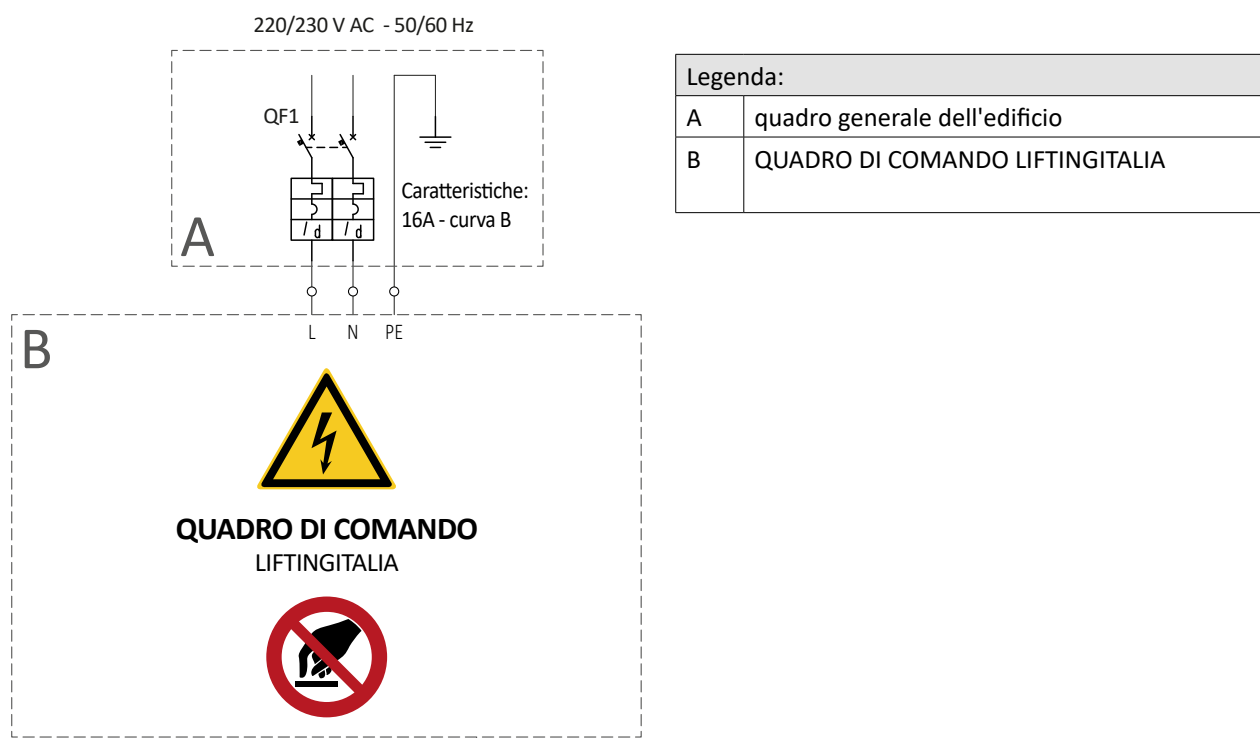 220/230 V AC - 50/60 Hz
QF1
Caratteristiche:
16A - curva B
I d I d
A
L N PE
B
QUADRO DI COMANDO
LIFTINGITALIA
Legenda:
A quadro generale dell'edificio
B QUADRO DI COMANDO LIFTINGITALIA